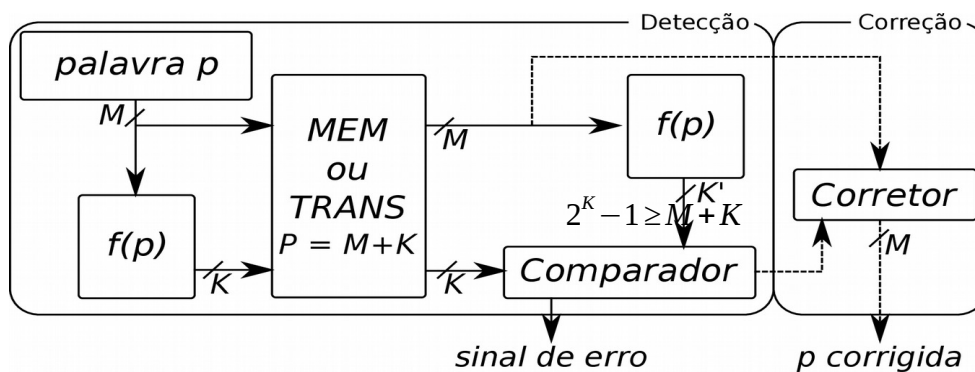 Detecção
Correção
palavra p
M
f(p)
K
MEM
ou
TRANS
P = M+K
M
K
f(p)
K'
2^K − 1 ≥ M + K
Comparador
sinal de erro
Corretor
M
p corrigida